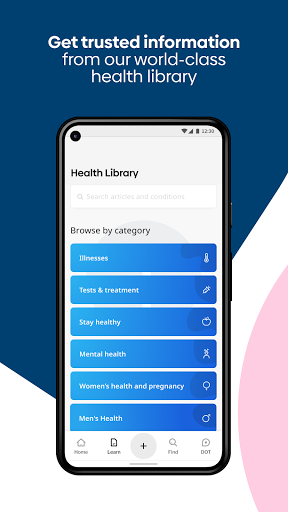 Get trusted information
from our world-class
health library
12:30
Health Library
Search articles and conditions
Browse by category
Illnesses
Tests & treatment
Stay healthy
Mental health
Women's health and pregnancy
Men's Health
Home
Learn
+
Find
DOT